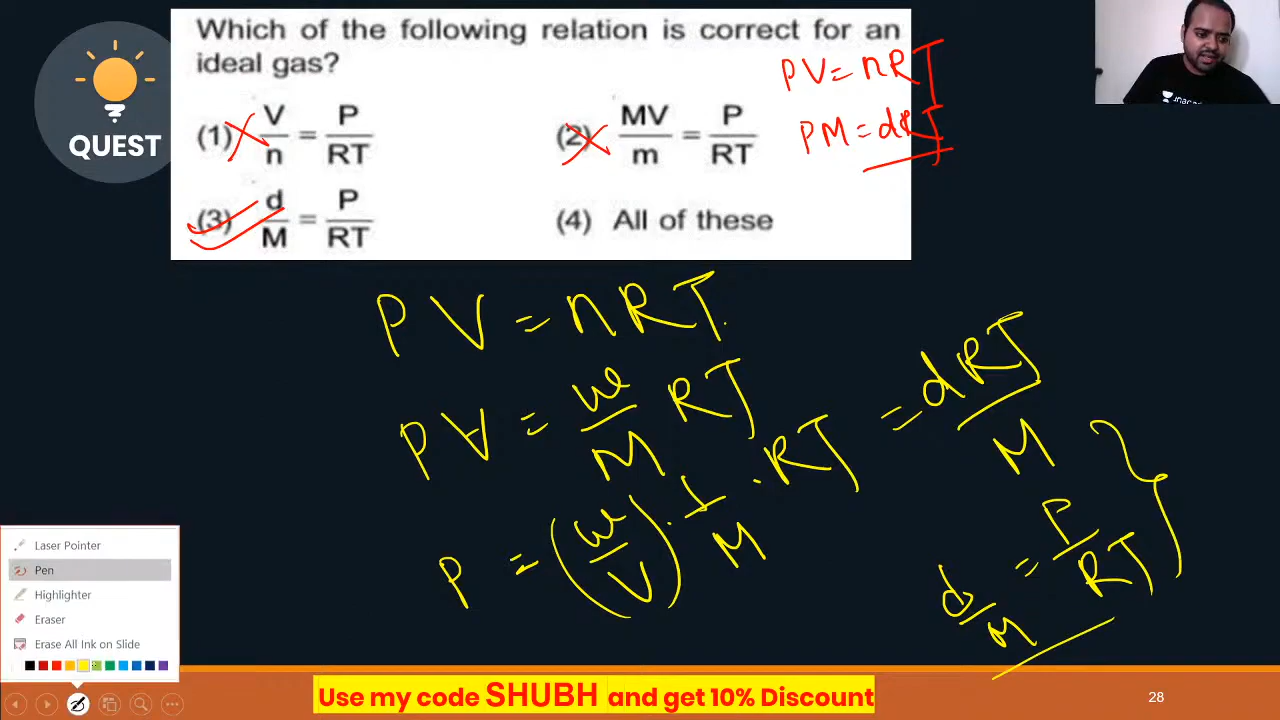 Which of the following relation is correct for an
ideal gas?
(1) V/n = P/RT
(2) MV/m = P/RT
(3) d/M = P/RT
(4) All of these
QUEST
PV = nRT
PM = dRT
PV = nRT
PV = w/M RT
P = (w/V) · 1/M · RT = dRT/M
d/M = P/RT
Laser Pointer
Pen
Highlighter
Eraser
Erase All Ink on Slide
Use my code SHUBH and get 10% Discount
28